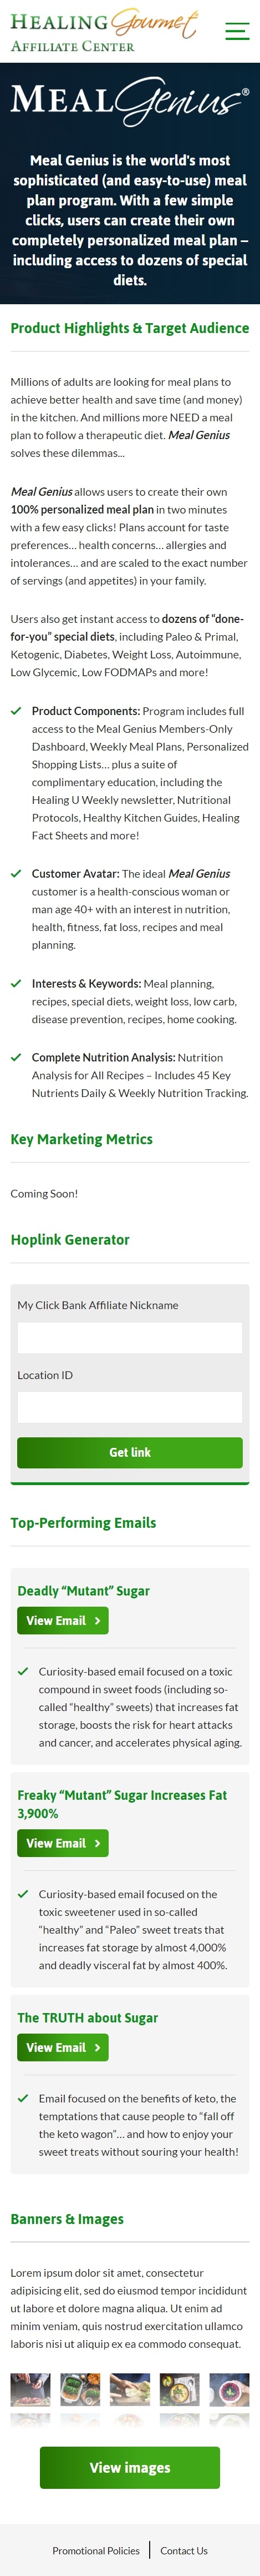 HEALING Gourmet
AFFILIATE CENTER
MEAL Genius®
Meal Genius is the world's most
sophisticated (and easy-to-use) meal
plan program. With a few simple
clicks, users can create their own
completely personalized meal plan –
including access to dozens of special
diets.
Product Highlights & Target Audience
Millions of adults are looking for meal plans to
achieve better health and save time (and money)
in the kitchen. And millions more NEED a meal
plan to follow a therapeutic diet. Meal Genius
solves these dilemmas...
Meal Genius allows users to create their own
100% personalized meal plan in two minutes
with a few easy clicks! Plans account for taste
preferences… health concerns… allergies and
intolerances… and are scaled to the exact number
of servings (and appetites) in your family.
Users also get instant access to dozens of “done-
for-you” special diets, including Paleo & Primal,
Ketogenic, Diabetes, Weight Loss, Autoimmune,
Low Glycemic, Low FODMAPs and more!
Product Components: Program includes full
access to the Meal Genius Members-Only
Dashboard, Weekly Meal Plans, Personalized
Shopping Lists… plus a suite of
complimentary education, including the
Healing U Weekly newsletter, Nutritional
Protocols, Healthy Kitchen Guides, Healing
Fact Sheets and more!
Customer Avatar: The ideal Meal Genius
customer is a health-conscious woman or
man age 40+ with an interest in nutrition,
health, fitness, fat loss, recipes and meal
planning.
Interests & Keywords: Meal planning,
recipes, special diets, weight loss, low carb,
disease prevention, recipes, home cooking.
Complete Nutrition Analysis: Nutrition
Analysis for All Recipes – Includes 45 Key
Nutrients Daily & Weekly Nutrition Tracking.
Key Marketing Metrics
Coming Soon!
Hoplink Generator
My Click Bank Affiliate Nickname
Location ID
Get link
Top-Performing Emails
Deadly “Mutant” Sugar
View Email
Curiosity-based email focused on a toxic
compound in sweet foods (including so-
called “healthy” sweets) that increases fat
storage, boosts the risk for heart attacks
and cancer, and accelerates physical aging.
Freaky “Mutant” Sugar Increases Fat
3,900%
View Email
Curiosity-based email focused on the
toxic sweetener used in so-called
“healthy” and “Paleo” sweet treats that
increases fat storage by almost 4,000%
and deadly visceral fat by almost 400%.
The TRUTH about Sugar
View Email
Email focused on the benefits of keto, the
temptations that cause people to “fall off
the keto wagon”… and how to enjoy your
sweet treats without souring your health!
Banners & Images
Lorem ipsum dolor sit amet, consectetur
adipisicing elit, sed do eiusmod tempor incididunt
ut labore et dolore magna aliqua. Ut enim ad
minim veniam, quis nostrud exercitation ullamco
laboris nisi ut aliquip ex ea commodo consequat.
View images
Promotional Policies
Contact Us